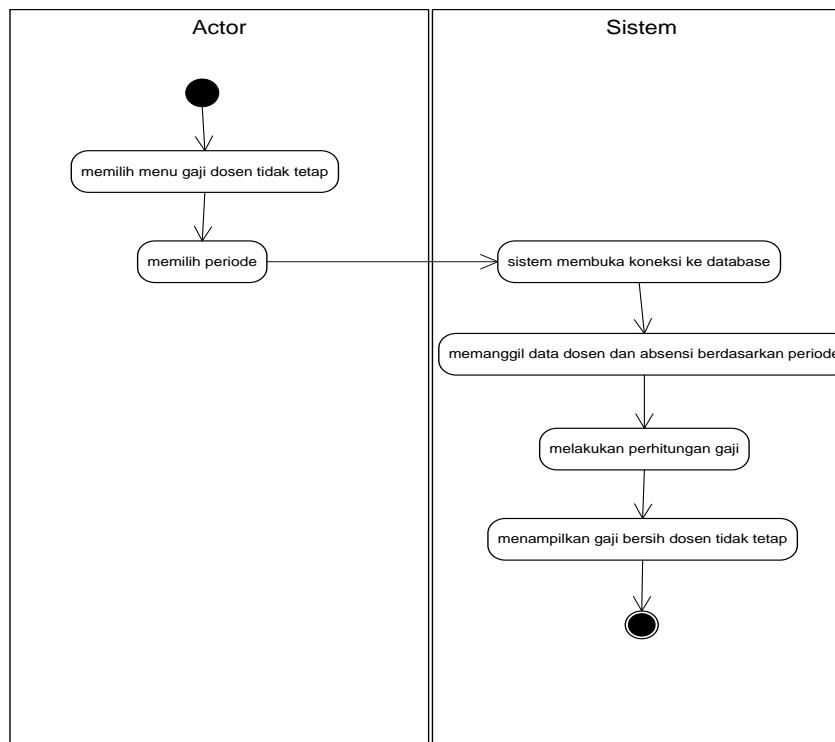 Actor
Sistem
memilih menu gaji dosen tidak tetap
memilih periode
sistem membuka koneksi ke database
memanggil data dosen dan absensi berdasarkan periode
melakukan perhitungan gaji
menampilkan gaji bersih dosen tidak tetap